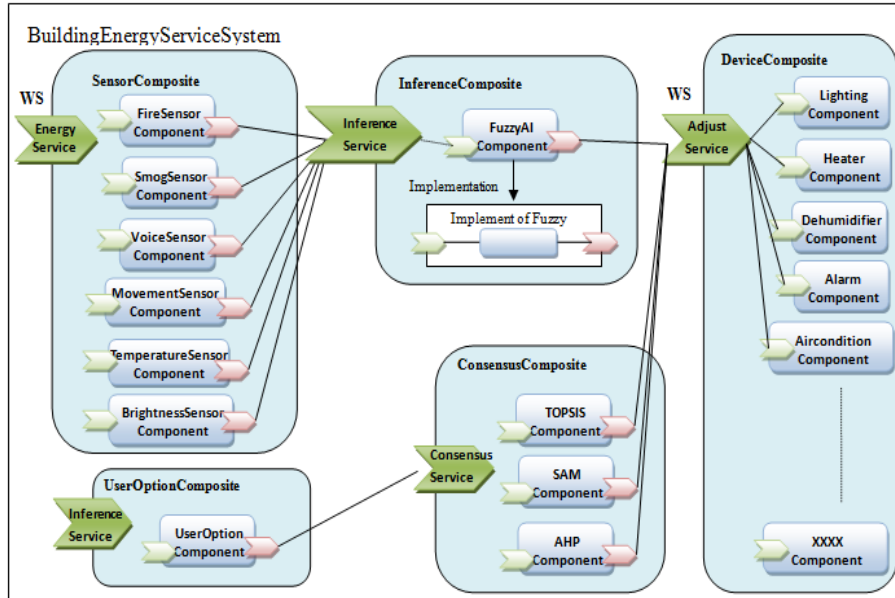 BuildingEnergyServiceSystem
SensorComposite
WS
Energy
Service
FireSensor
Component
SmogSensor
Component
VoiceSensor
Component
MovementSensor
Component
TemperatureSensor
Component
BrightnessSensor
Component
InferenceComposite
Inference
Service
FuzzyAI
Component
Implementation
Implement of Fuzzy
DeviceComposite
WS
Adjust
Service
Lighting
Component
Heater
Component
Dehumidifier
Component
Alarm
Component
Aircondition
Component
XXXX
Component
ConsensusComposite
Consensus
Service
TOPSIS
Component
SAM
Component
AHP
Component
UserOptionComposite
Inference
Service
UserOption
Component